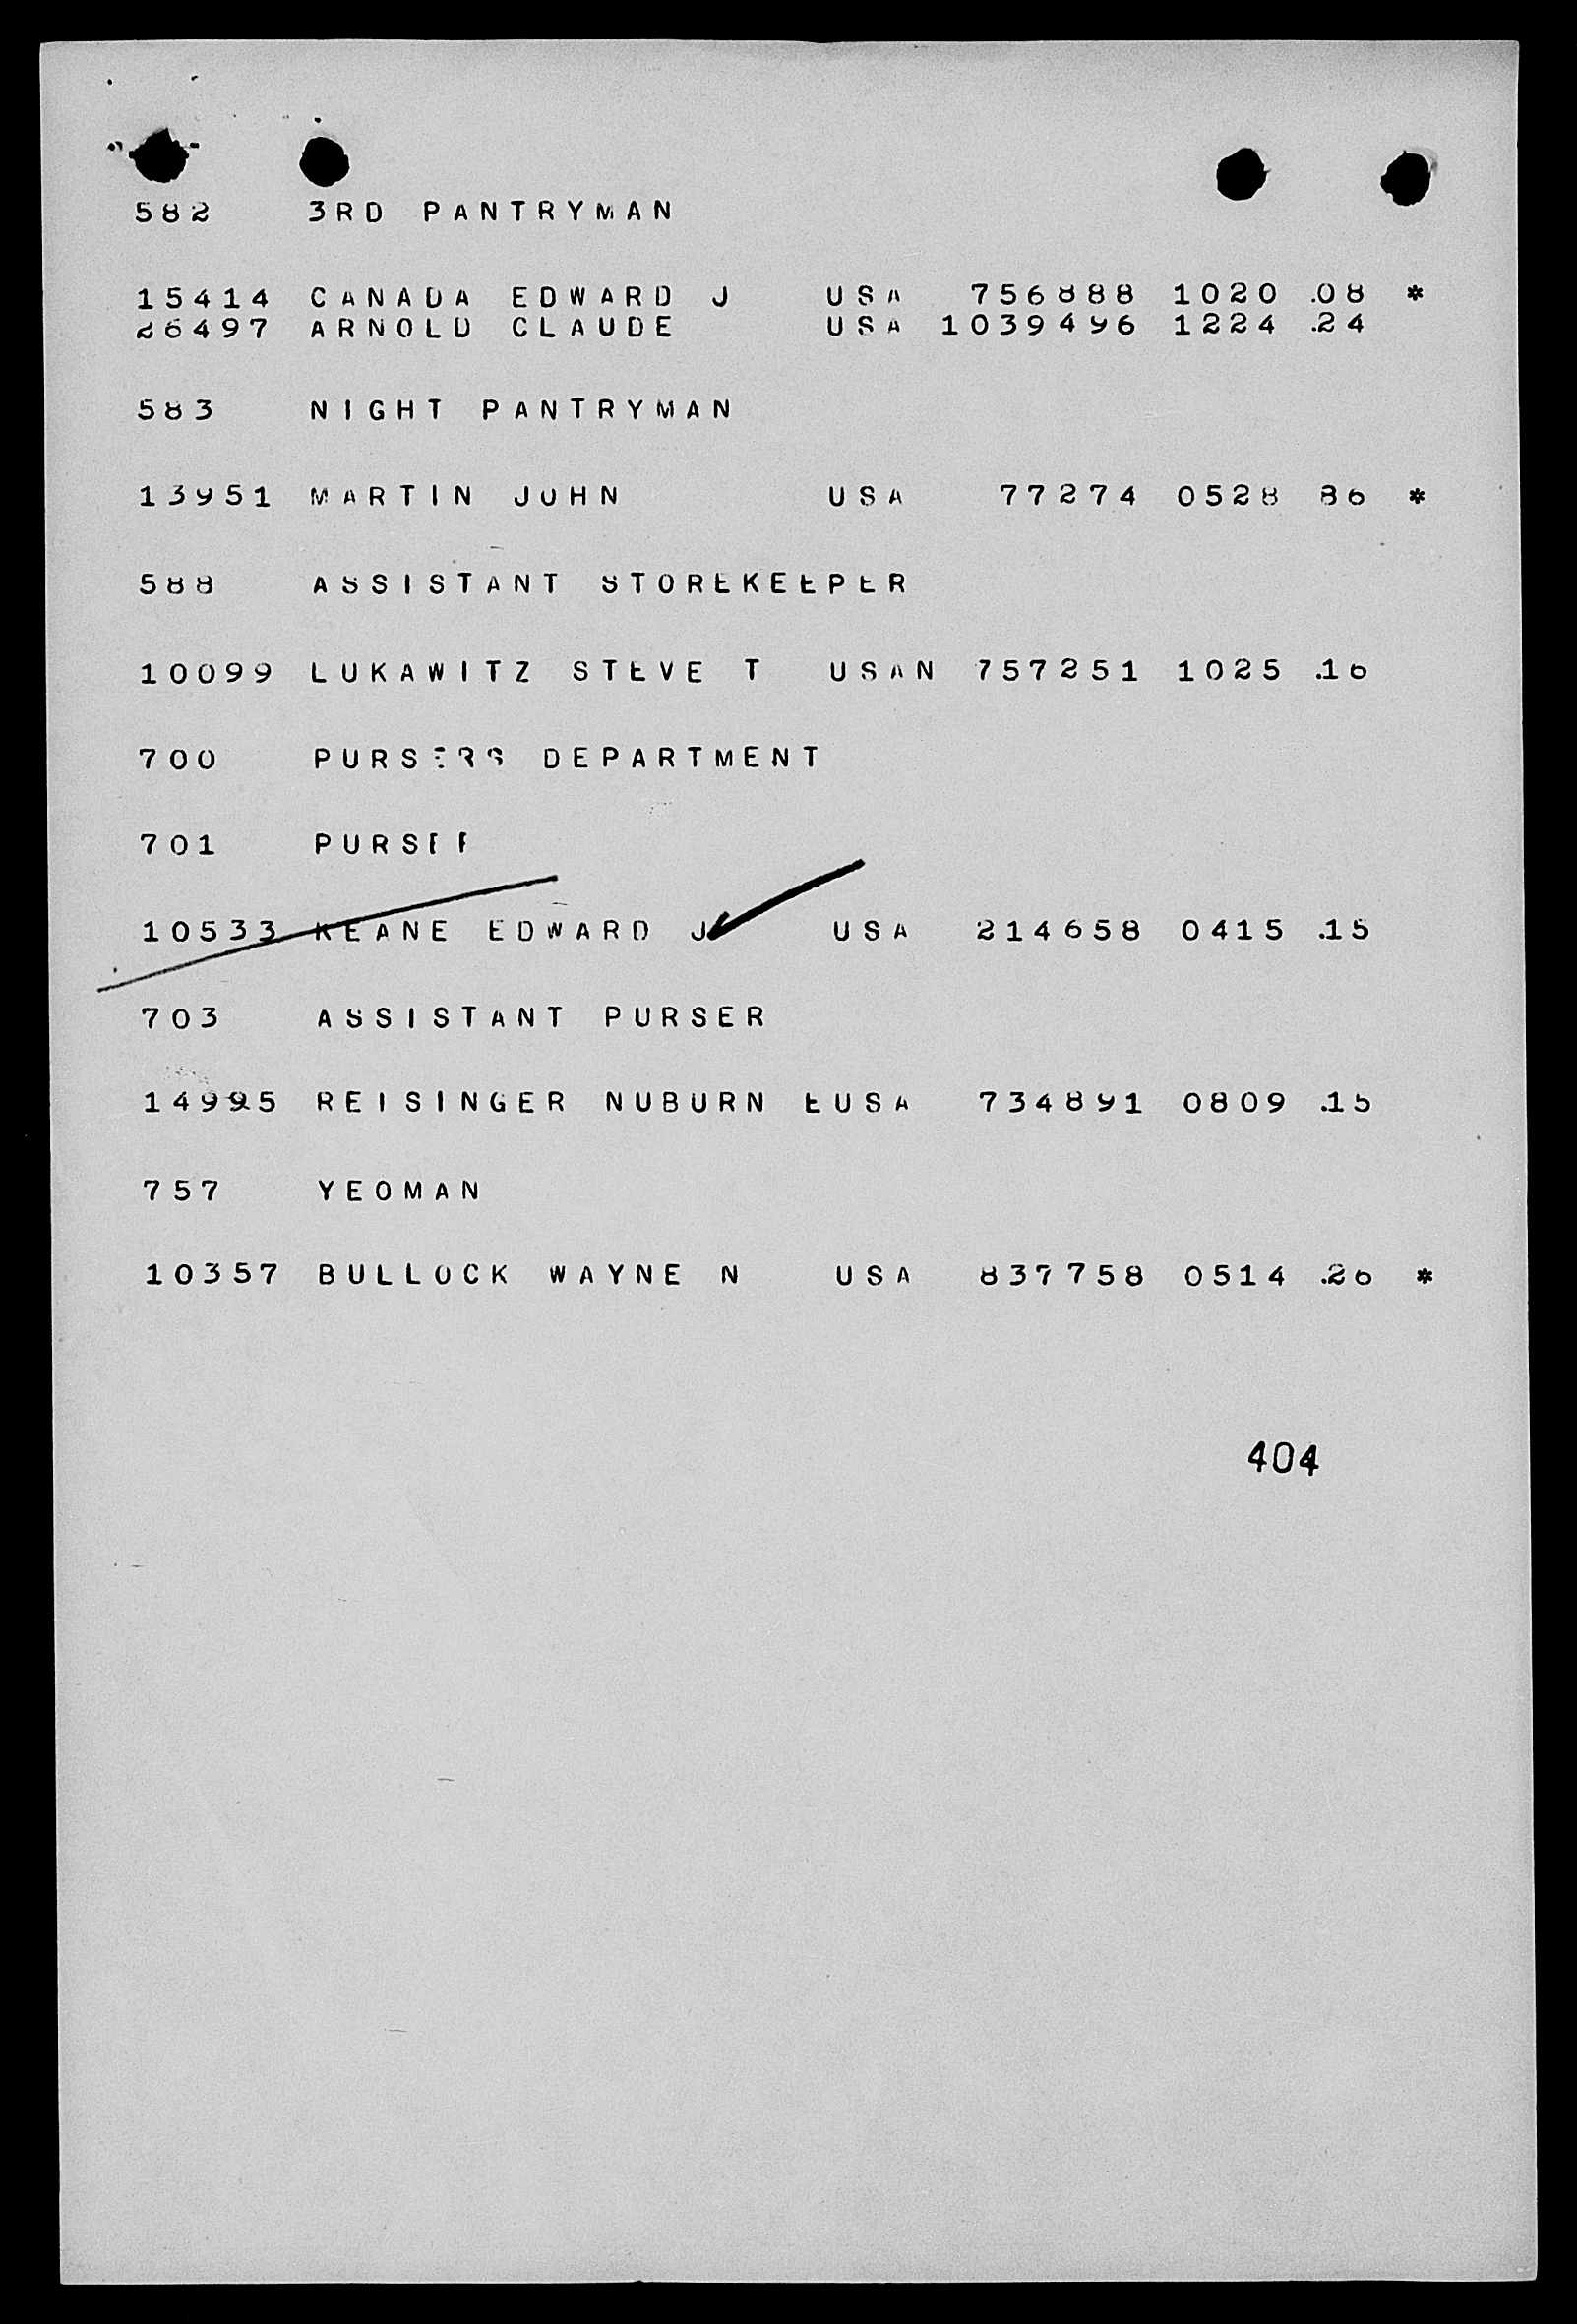 582 3RD PANTRYMAN
15414 CANADA EDWARD J USA 756888 1020 .08 *
26497 ARNOLD CLAUDE USA 1039496 1224 .24
583 NIGHT PANTRYMAN
13951 MARTIN JOHN USA 77274 0528 86 *
588 ASSISTANT STOREKEEPER
10099 LUKAWITZ STEVE T USAN 757251 1025 .16
700 PURSERS DEPARTMENT
701 PURSER
10533 KEANE EDWARD J USA 214658 0415 .15
703 ASSISTANT PURSER
14995 REISINGER NUBURN EUSA 734891 0809 .15
757 YEOMAN
10357 BULLOCK WAYNE N USA 837758 0514 .26 *
404